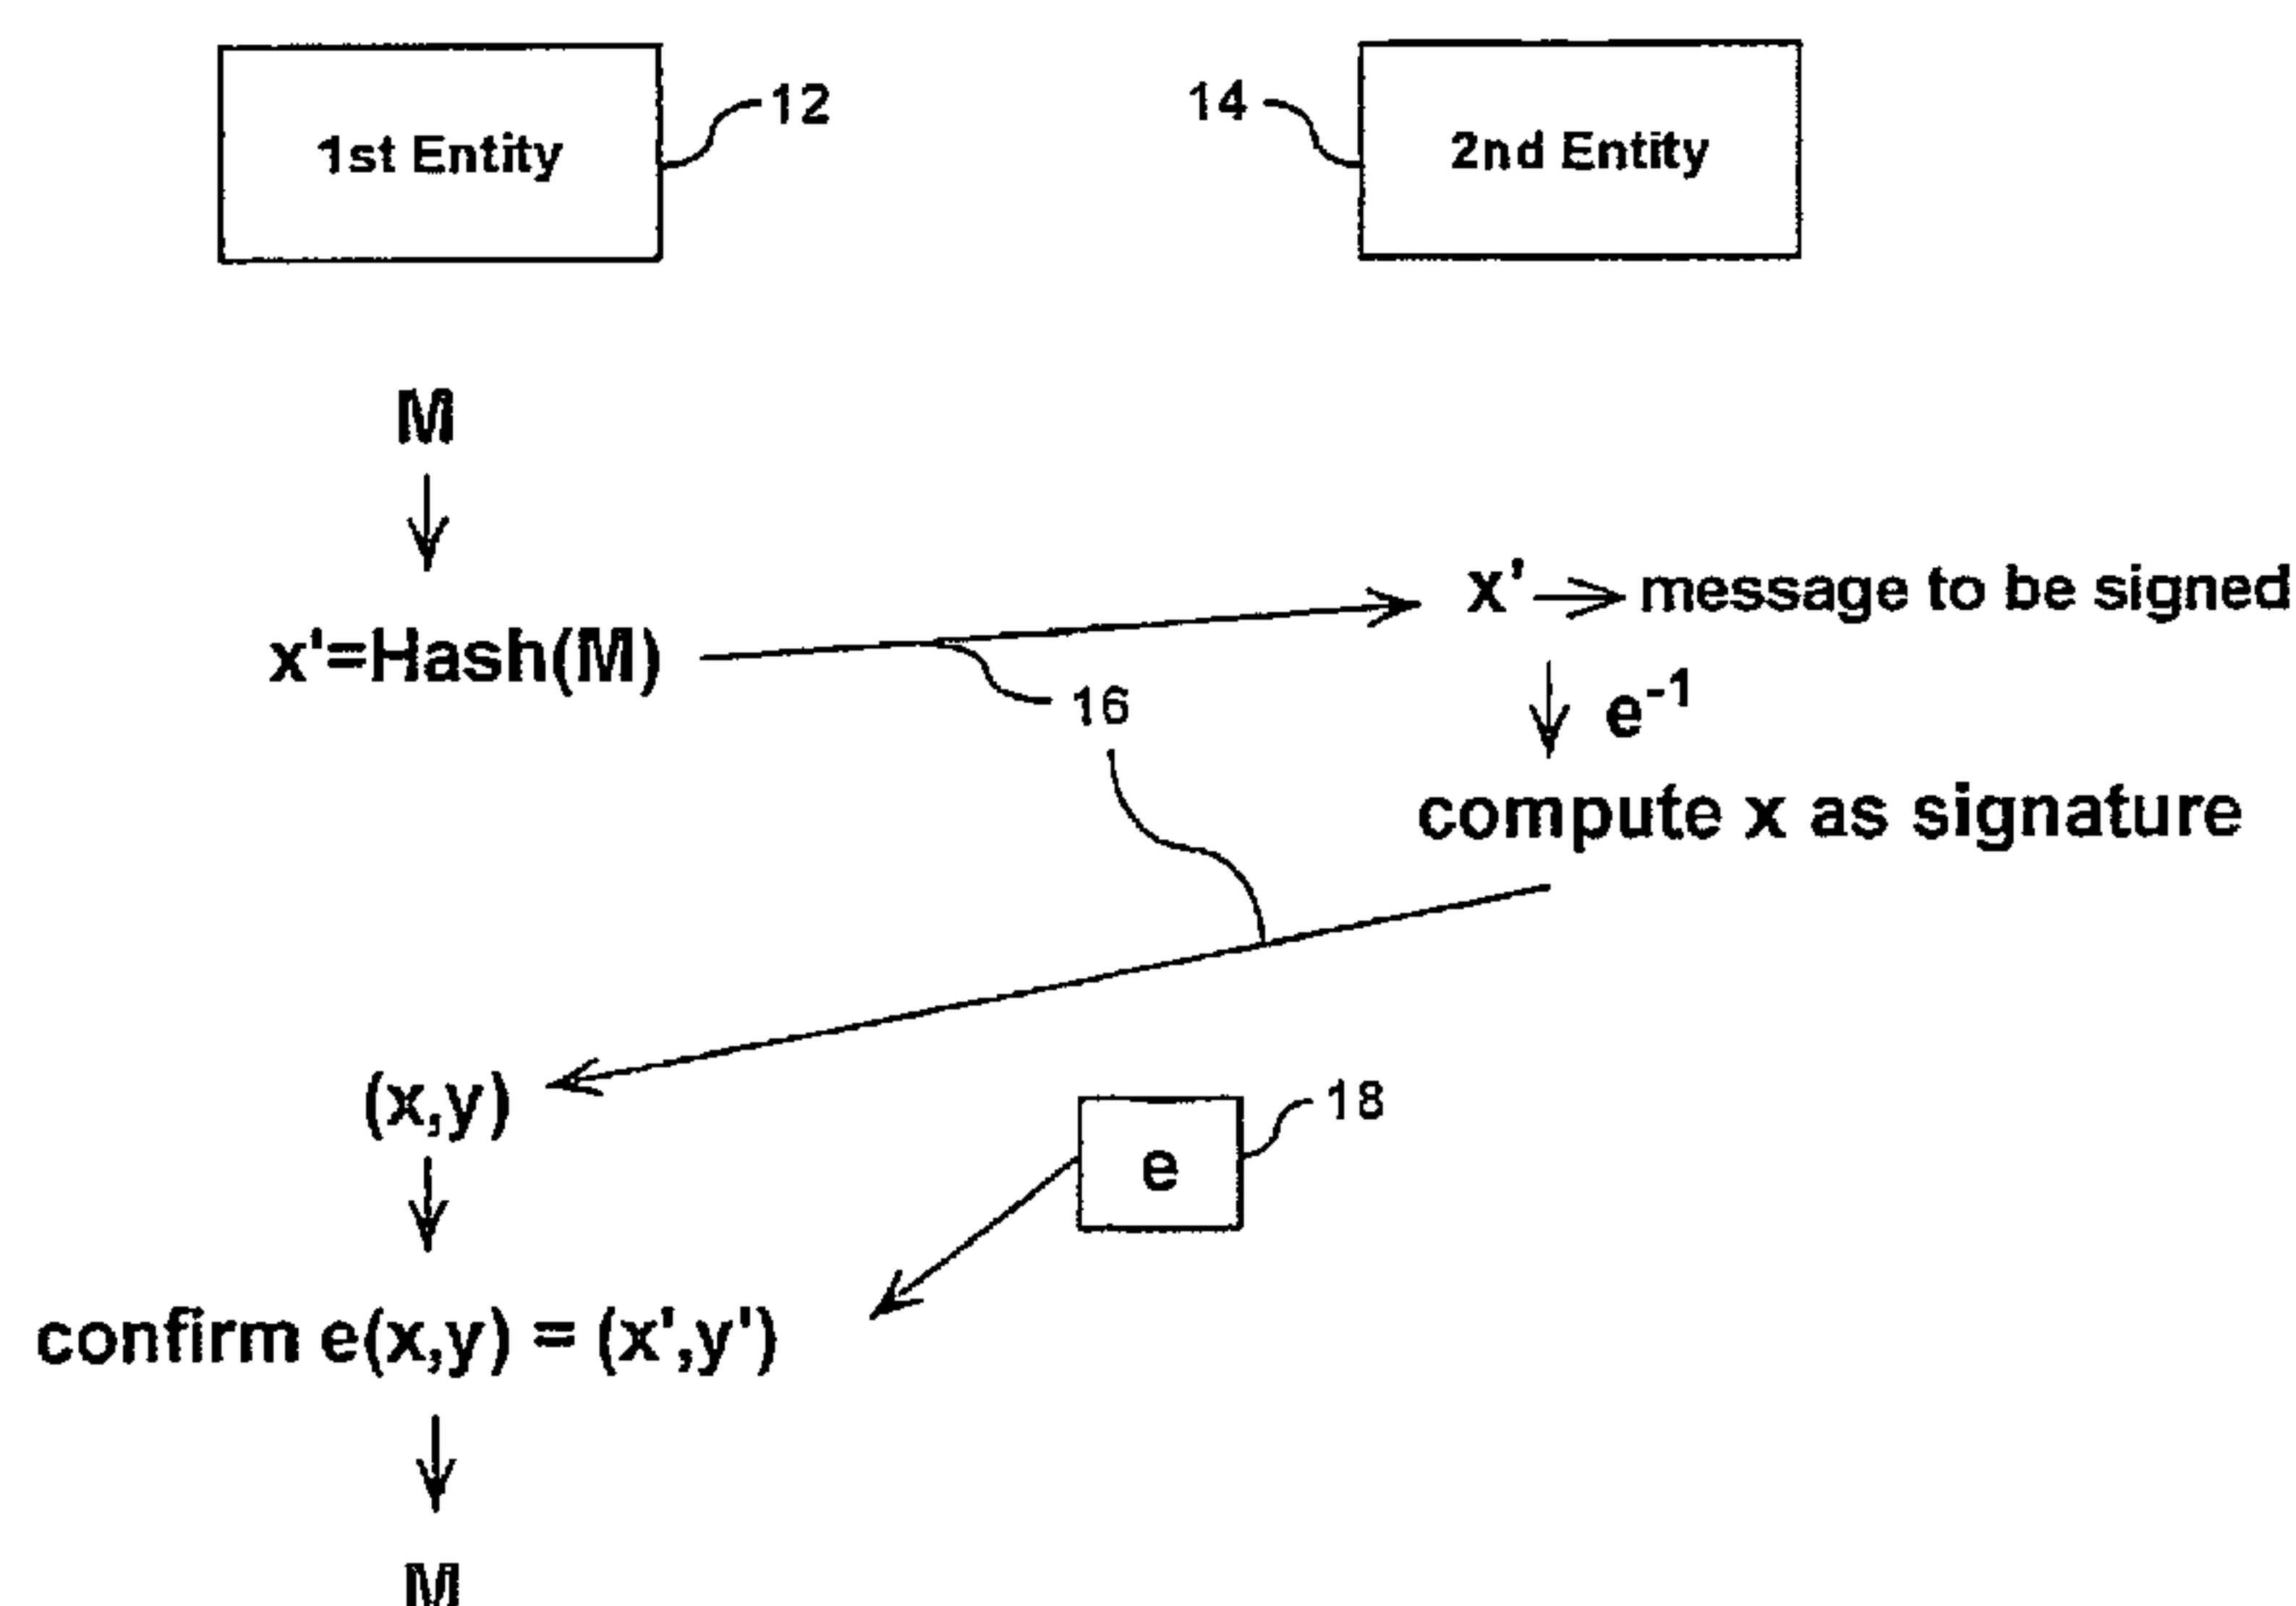 1st Entity
12
14
2nd Entity
M
x'=Hash(M)
x' → message to be signed
16
e⁻¹
compute x as signature
(x,y)
e
18
confirm e(x,y) = (x',y')
M